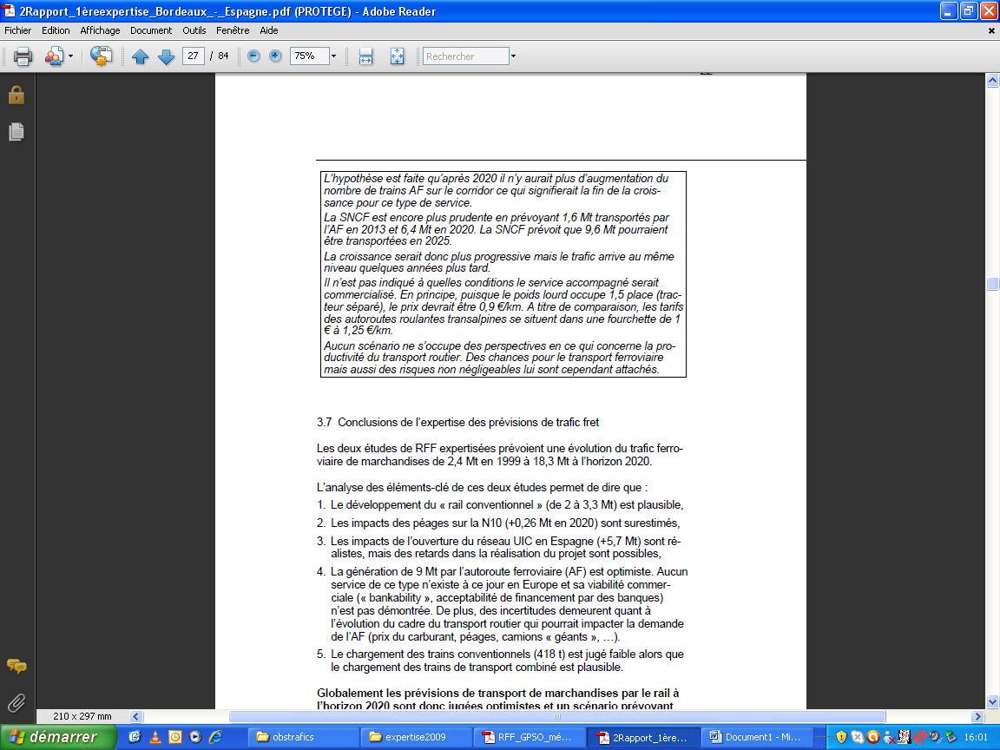 2Rapport_1èreexpertise_Bordeaux_-_Espagne.pdf (PROTEGE) - Adobe Reader
Fichier Edition Affichage Document Outils Fenêtre Aide
27 / 84 75% Rechercher
L'hypothèse est faite qu'après 2020 il n'y aurait plus d'augmentation du
nombre de trains AF sur le corridor ce qui signifierait la fin de la crois-
sance pour ce type de service.
La SNCF est encore plus prudente en prévoyant 1,6 Mt transportés par
l'AF en 2013 et 6,4 Mt en 2020. La SNCF prévoit que 9,6 Mt pourraient
être transportées en 2025.
La croissance serait donc plus progressive mais le trafic arrive au même
niveau quelques années plus tard.
Il n'est pas indiqué à quelles conditions le service accompagné serait
commercialisé. En principe, puisque le poids lourd occupe 1,5 place (trac-
teur séparé), le prix devrait être 0,9 €/km. A titre de comparaison, les tarifs
des autoroutes roulantes transalpines se situent dans une fourchette de 1
€ à 1,25 €/km.
Aucun scénario ne s'occupe des perspectives en ce qui concerne la pro-
ductivité du transport routier. Des chances pour le transport ferroviaire
mais aussi des risques non négligeables lui sont cependant attachés.
3.7 Conclusions de l'expertise des prévisions de trafic fret
Les deux études de RFF expertisées prévoient une évolution du trafic ferro-
viaire de marchandises de 2,4 Mt en 1999 à 18,3 Mt à l'horizon 2020.
L'analyse des éléments-clé de ces deux études permet de dire que :
1. Le développement du « rail conventionnel » (de 2 à 3,3 Mt) est plausible,
2. Les impacts des péages sur la N10 (+0,26 Mt en 2020) sont surestimés,
3. Les impacts de l'ouverture du réseau UIC en Espagne (+5,7 Mt) sont ré-
alistes, mais des retards dans la réalisation du projet sont possibles,
4. La génération de 9 Mt par l'autoroute ferroviaire (AF) est optimiste. Aucun
service de ce type n'existe à ce jour en Europe et sa viabilité commer-
ciale (« bankability », acceptabilité de financement par des banques)
n'est pas démontrée. De plus, des incertitudes demeurent quant à
l'évolution du cadre du transport routier qui pourrait impacter la demande
de l'AF (prix du carburant, péages, camions « géants », …).
5. Le chargement des trains conventionnels (418 t) est jugé faible alors que
le chargement des trains de transport combiné est plausible.
Globalement les prévisions de transport de marchandises par le rail à
l'horizon 2020 sont donc jugées optimistes et un scénario prévoyant
210 x 297 mm
démarrer obstrafics expertise2009 RFF_GPSO_mé... 2Rapport_1ère... Document1 - Mi... 16:01